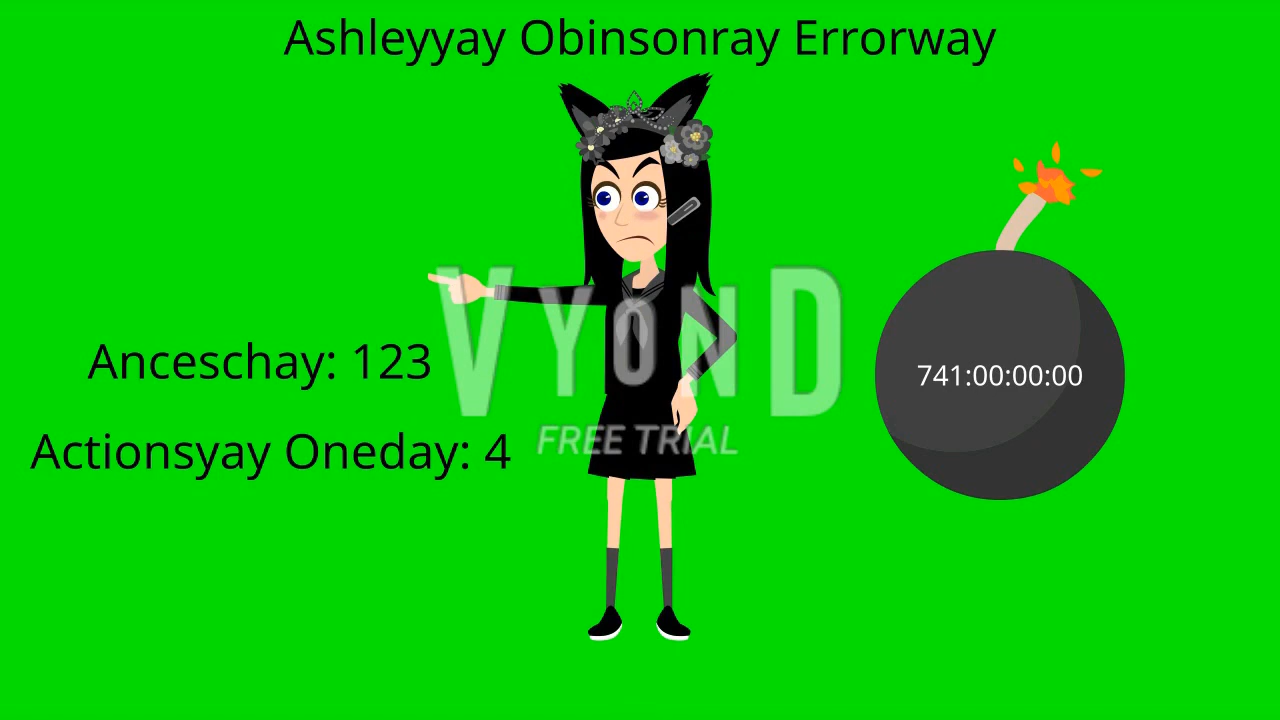 Ashleyyay Obinsonray Errorway
Anceschay: 123
Actionsyay Oneday: 4
VYOND
FREE TRIAL
741:00:00:00